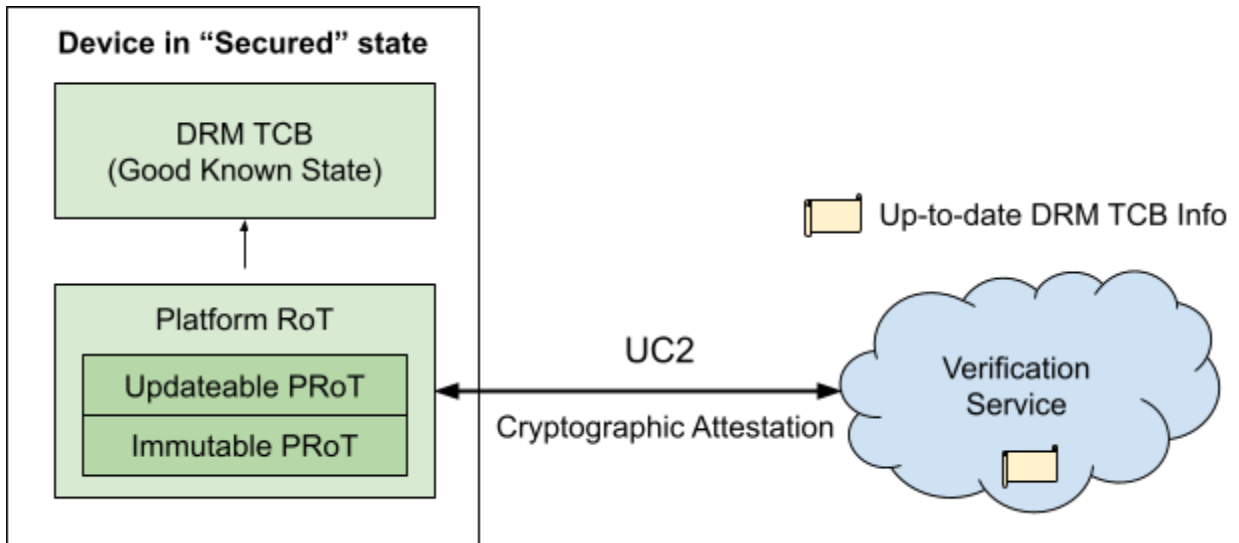 Device in “Secured” state
DRM TCB
(Good Known State)
Platform RoT
Updateable PRoT
Immutable PRoT
UC2
Cryptographic Attestation
Up-to-date DRM TCB Info
Verification
Service